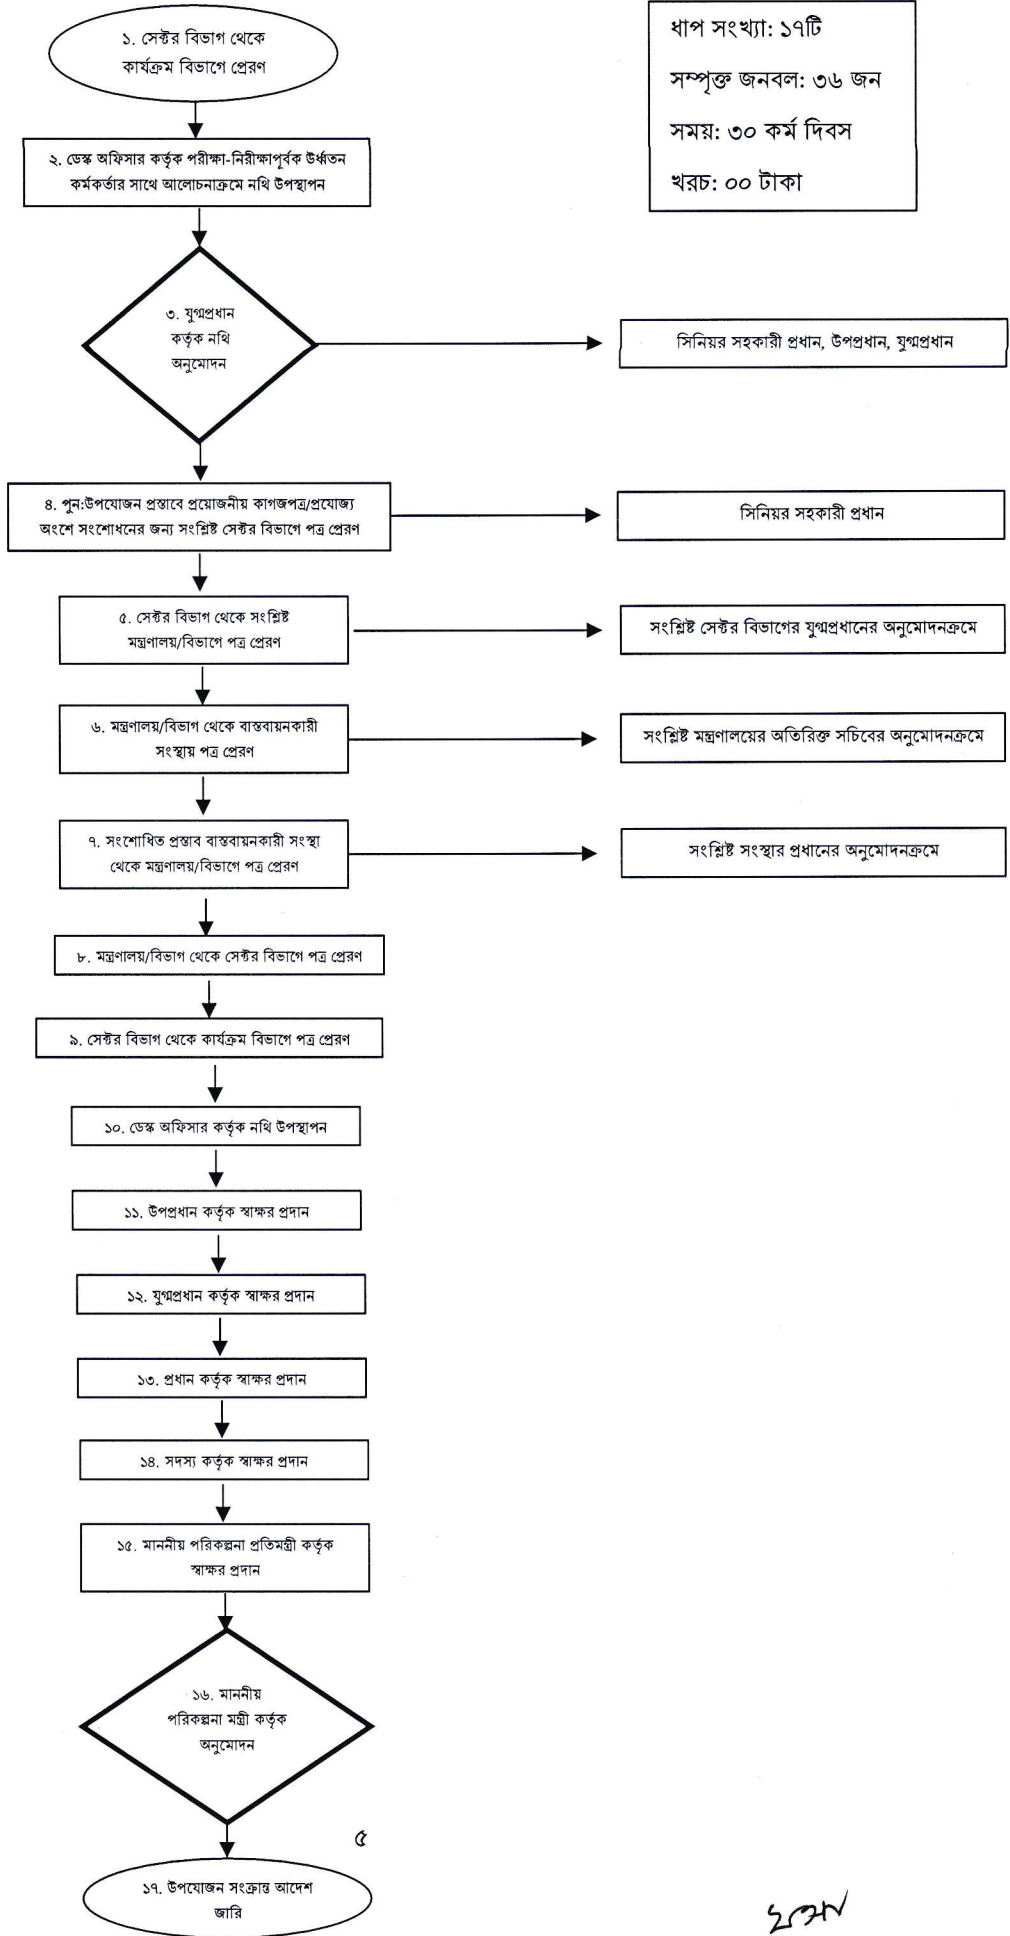 ১. সেক্টর বিভাগ থেকে
কার্যক্রম বিভাগে প্রেরণ
ধাপ সংখ্যা: ১৭টি
সম্পৃক্ত জনবল: ৩৬ জন
সময়: ৩০ কর্ম দিবস
খরচ: ০০ টাকা
২. ডেস্ক অফিসার কর্তৃক পরীক্ষা-নিরীক্ষাপূর্বক উর্ধ্বতন
কর্মকর্তার সাথে আলোচনাক্রমে নথি উপস্থাপন
৩. যুগ্মপ্রধান
কর্তৃক নথি
অনুমোদন
সিনিয়র সহকারী প্রধান, উপপ্রধান, যুগ্মপ্রধান
৪. পুন:উপযোজন প্রস্তাবে প্রয়োজনীয় কাগজপত্র/প্রযোজ্য
অংশে সংশোধনের জন্য সংশ্লিষ্ট সেক্টর বিভাগে পত্র প্রেরণ
সিনিয়র সহকারী প্রধান
৫. সেক্টর বিভাগ থেকে সংশ্লিষ্ট
মন্ত্রণালয়/বিভাগে পত্র প্রেরণ
সংশ্লিষ্ট সেক্টর বিভাগের যুগ্মপ্রধানের অনুমোদনক্রমে
৬. মন্ত্রণালয়/বিভাগ থেকে বাস্তবায়নকারী
সংস্থায় পত্র প্রেরণ
সংশ্লিষ্ট মন্ত্রণালয়ের অতিরিক্ত সচিবের অনুমোদনক্রমে
৭. সংশোধিত প্রস্তাব বাস্তবায়নকারী সংস্থা
থেকে মন্ত্রণালয়/বিভাগে পত্র প্রেরণ
সংশ্লিষ্ট সংস্থার প্রধানের অনুমোদনক্রমে
৮. মন্ত্রণালয়/বিভাগ থেকে সেক্টর বিভাগে পত্র প্রেরণ
৯. সেক্টর বিভাগ থেকে কার্যক্রম বিভাগে পত্র প্রেরণ
১০. ডেস্ক অফিসার কর্তৃক নথি উপস্থাপন
১১. উপপ্রধান কর্তৃক স্বাক্ষর প্রদান
১২. যুগ্মপ্রধান কর্তৃক স্বাক্ষর প্রদান
১৩. প্রধান কর্তৃক স্বাক্ষর প্রদান
১৪. সদস্য কর্তৃক স্বাক্ষর প্রদান
১৫. মাননীয় পরিকল্পনা প্রতিমন্ত্রী কর্তৃক
স্বাক্ষর প্রদান
১৬. মাননীয়
পরিকল্পনা মন্ত্রী কর্তৃক
অনুমোদন
৫
১৭. উপযোজন সংক্রান্ত আদেশ
জারি